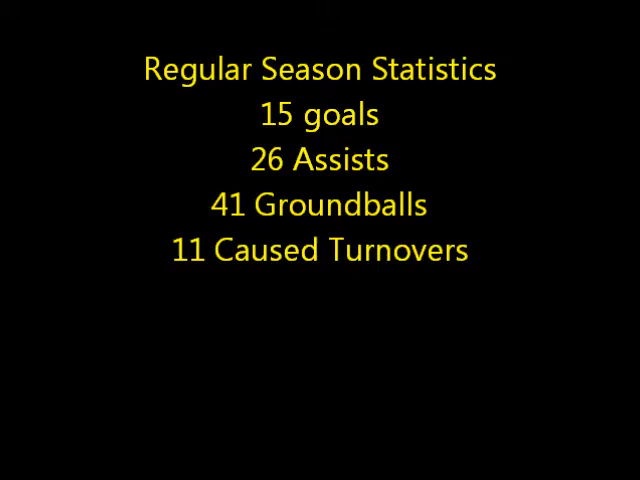 Regular Season Statistics
15 goals
26 Assists
41 Groundballs
11 Caused Turnovers